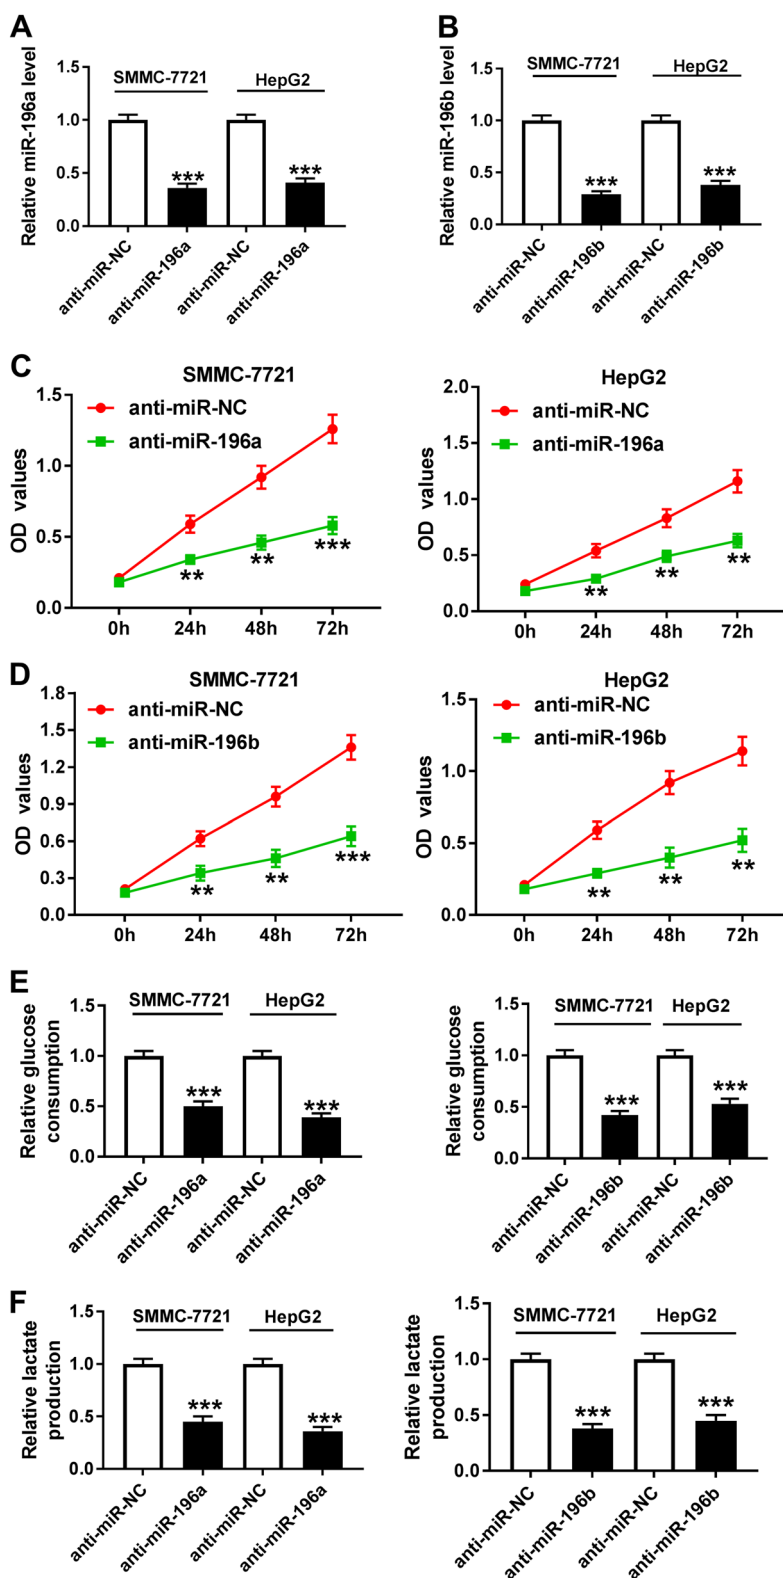 A
B
SMMC-7721
HepG2
SMMC-7721
HepG2
Relative miR-196a level
1.5
1.0
0.5
0.0
***
***
anti-miR-NC
anti-miR-196a
anti-miR-NC
anti-miR-196a
Relative miR-196b level
1.5
1.0
0.5
0.0
***
***
anti-miR-NC
anti-miR-196b
anti-miR-NC
anti-miR-196b
C
SMMC-7721
anti-miR-NC
anti-miR-196a
OD values
1.5
1.0
0.5
0.0
**
**
***
0h
24h
48h
72h
HepG2
anti-miR-NC
anti-miR-196a
OD values
2.0
1.5
1.0
0.5
0.0
**
**
**
0h
24h
48h
72h
D
SMMC-7721
anti-miR-NC
anti-miR-196b
OD values
1.8
1.5
1.2
0.9
0.6
0.3
0.0
**
**
***
0h
24h
48h
72h
HepG2
anti-miR-NC
anti-miR-196b
OD values
1.5
1.0
0.5
0.0
**
**
**
0h
24h
48h
72h
E
SMMC-7721
HepG2
Relative glucose
consumption
1.5
1.0
0.5
0.0
***
***
anti-miR-NC
anti-miR-196a
anti-miR-NC
anti-miR-196a
SMMC-7721
HepG2
Relative glucose
consumption
1.5
1.0
0.5
0.0
***
***
anti-miR-NC
anti-miR-196b
anti-miR-NC
anti-miR-196b
F
SMMC-7721
HepG2
Relative lactate
production
1.5
1.0
0.5
0.0
***
***
anti-miR-NC
anti-miR-196a
anti-miR-NC
anti-miR-196a
SMMC-7721
HepG2
Relative lactate
production
1.5
1.0
0.5
0.0
***
***
anti-miR-NC
anti-miR-196b
anti-miR-NC
anti-miR-196b